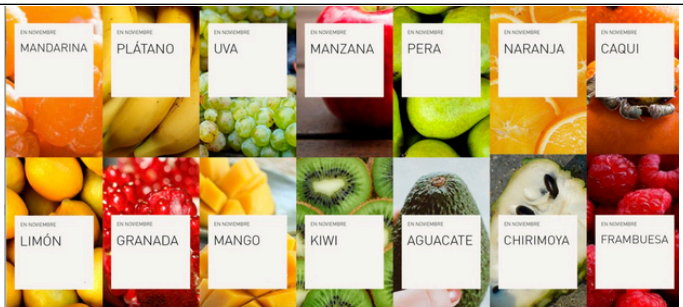 EN NOVIEMBRE
MANDARINA
EN NOVIEMBRE
PLÁTANO
EN NOVIEMBRE
UVA
EN NOVIEMBRE
MANZANA
EN NOVIEMBRE
PERA
EN NOVIEMBRE
NARANJA
EN NOVIEMBRE
CAQUI
EN NOVIEMBRE
LIMÓN
EN NOVIEMBRE
GRANADA
EN NOVIEMBRE
MANGO
EN NOVIEMBRE
KIWI
EN NOVIEMBRE
AGUACATE
EN NOVIEMBRE
CHIRIMOYA
EN NOVIEMBRE
FRAMBUESA